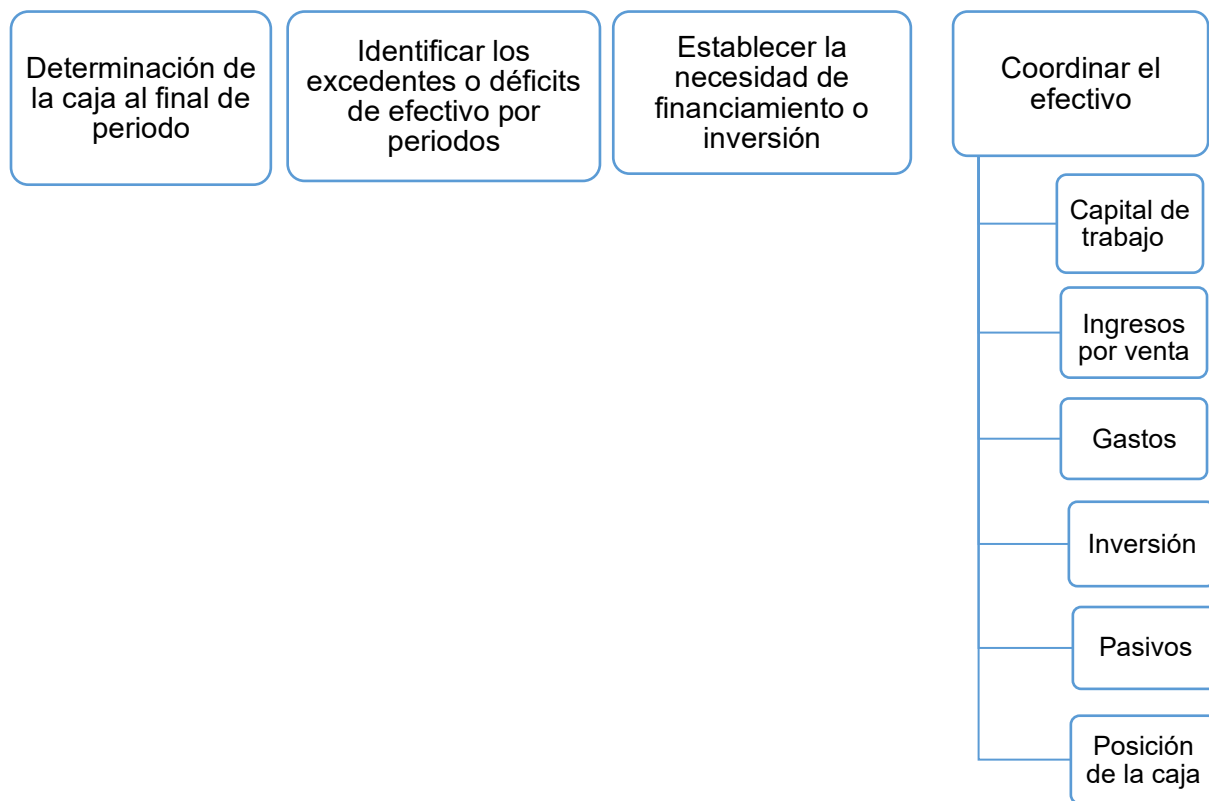 Determinación de
la caja al final de
periodo
Identificar los
excedentes o déficits
de efectivo por
periodos
Establecer la
necesidad de
financiamiento o
inversión
Coordinar el
efectivo
Capital de
trabajo
Ingresos
por venta
Gastos
Inversión
Pasivos
Posición
de la caja